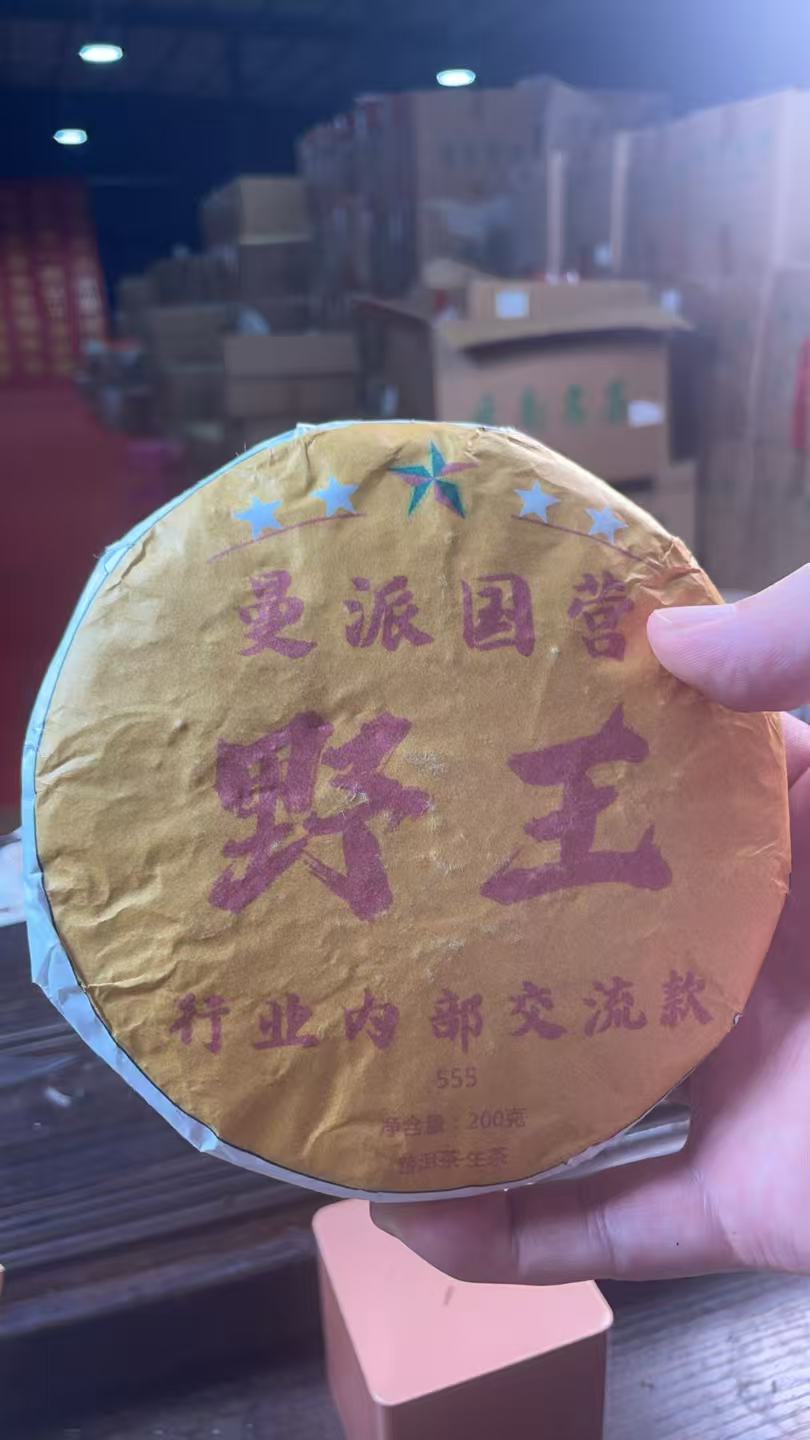 曼派国营
野王
行业内部交流款
555
净含量：200克
普洱茶·生茶